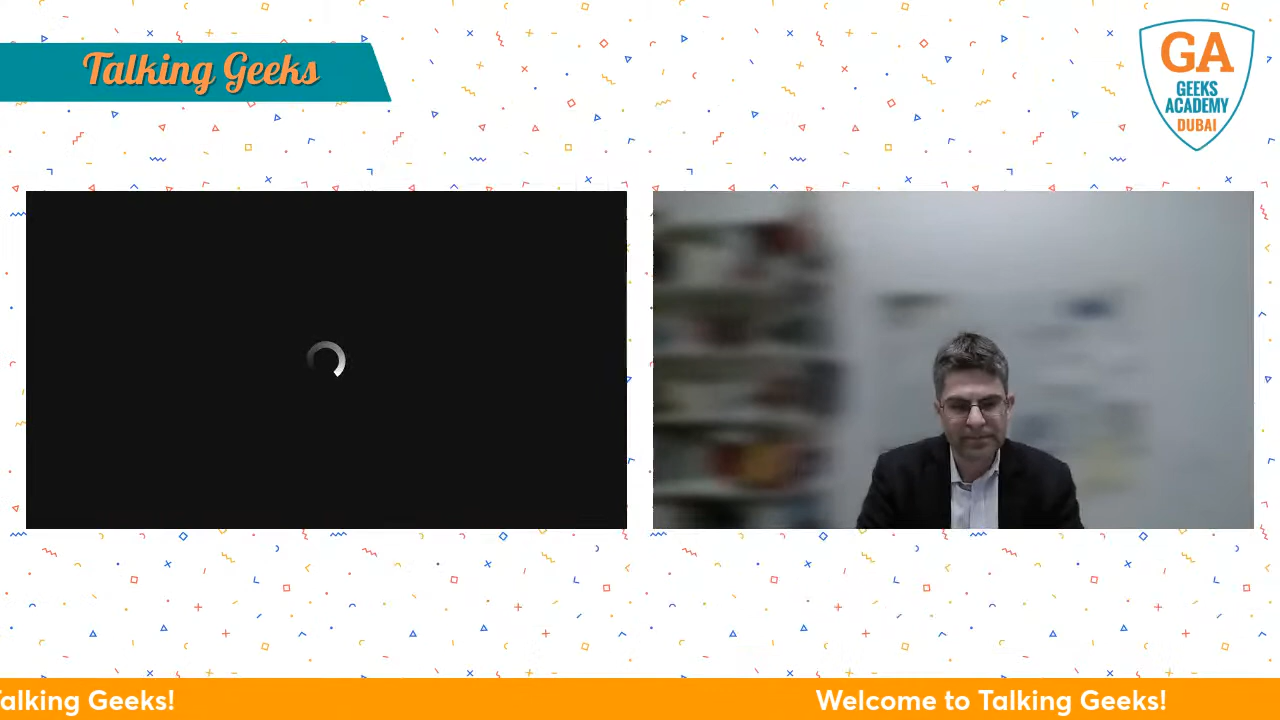 Talking Geeks
GA
GEEKS
ACADEMY
DUBAI
alking Geeks!
Welcome to Talking Geeks!